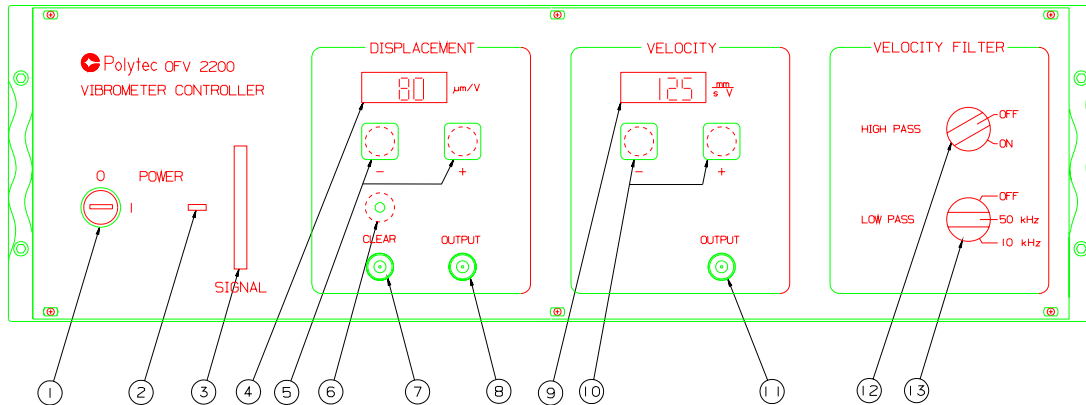 Polytec OFV 2200
VIBROMETER CONTROLLER
O POWER
I
SIGNAL
DISPLACEMENT
80 µm/V
- +
CLEAR OUTPUT
VELOCITY
125 mm
s V
- +
OUTPUT
VELOCITY FILTER
HIGH PASS OFF
ON
LOW PASS OFF
50 kHz
10 kHz
1 2 3 4 5 6 7 8 9 10 11 12 13